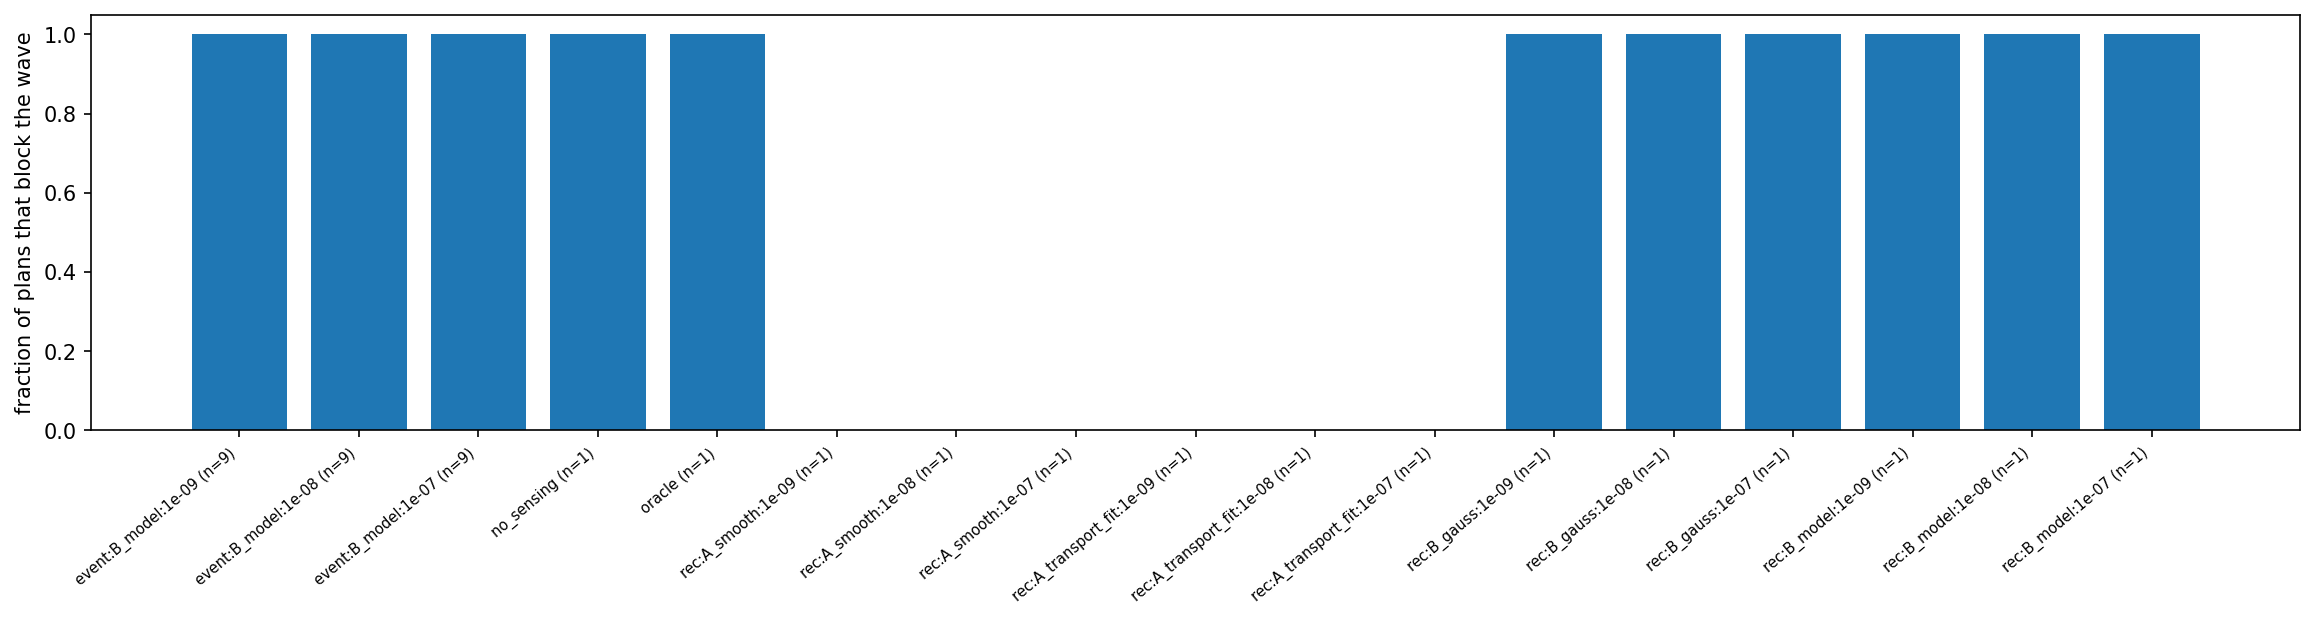 fraction of plans that block the wave
1.0
0.8
0.6
0.4
0.2
0.0
event:B_model:1e-09 (n=9)
event:B_model:1e-08 (n=9)
event:B_model:1e-07 (n=9)
no_sensing (n=1)
oracle (n=1)
rec:A_smooth:1e-09 (n=1)
rec:A_smooth:1e-08 (n=1)
rec:A_smooth:1e-07 (n=1)
rec:A_transport_fit:1e-09 (n=1)
rec:A_transport_fit:1e-08 (n=1)
rec:A_transport_fit:1e-07 (n=1)
rec:B_gauss:1e-09 (n=1)
rec:B_gauss:1e-08 (n=1)
rec:B_gauss:1e-07 (n=1)
rec:B_model:1e-09 (n=1)
rec:B_model:1e-08 (n=1)
rec:B_model:1e-07 (n=1)